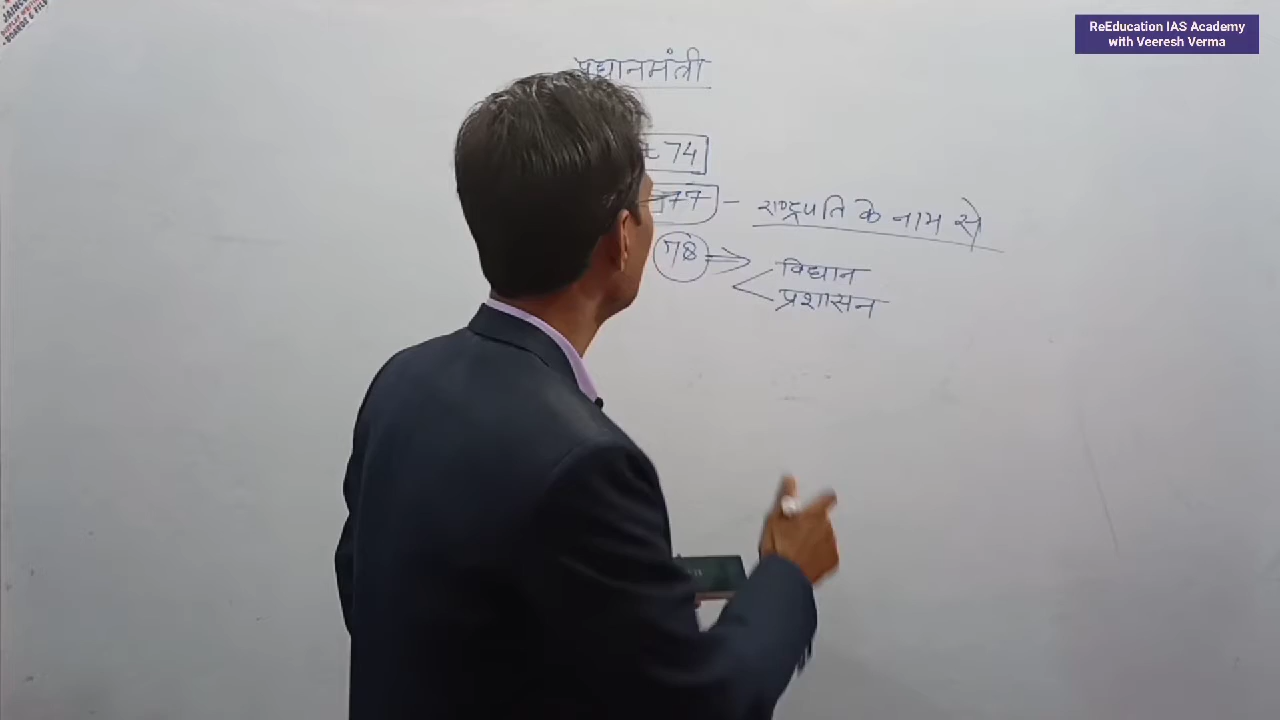 ReEducation IAS Academy
with Veeresh Verma
प्रधानमंत्री
74
77 - राष्ट्रपति के नाम से
78
विधान
प्रशासन